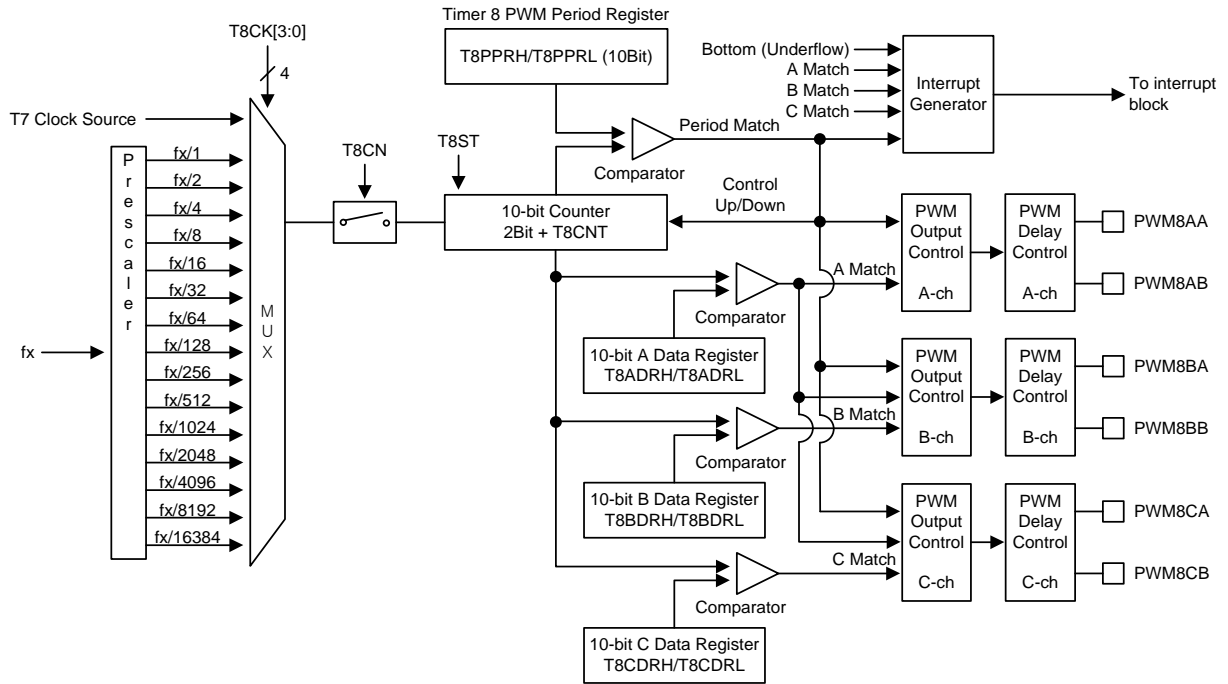 Timer 8 PWM Period Register
T8CK[3:0]
4
T8PPRH/T8PPRL (10Bit)
Bottom (Underflow)
A Match
B Match
C Match
Interrupt
Generator
To interrupt
block
T7 Clock Source
Period Match
Comparator
P
r
e
s
c
a
l
e
r
fx/1
fx/2
fx/4
fx/8
fx/16
fx/32
fx/64
fx/128
fx/256
fx/512
fx/1024
fx/2048
fx/4096
fx/8192
fx/16384
fx
M
U
X
T8CN
T8ST
10-bit Counter
2Bit + T8CNT
Control
Up/Down
PWM
Output
Control
A-ch
PWM
Delay
Control
A-ch
PWM8AA
PWM8AB
A Match
Comparator
10-bit A Data Register
T8ADRH/T8ADRL
PWM
Output
Control
B-ch
PWM
Delay
Control
B-ch
PWM8BA
PWM8BB
B Match
Comparator
10-bit B Data Register
T8BDRH/T8BDRL
PWM
Output
Control
C-ch
PWM
Delay
Control
C-ch
PWM8CA
PWM8CB
C Match
Comparator
10-bit C Data Register
T8CDRH/T8CDRL